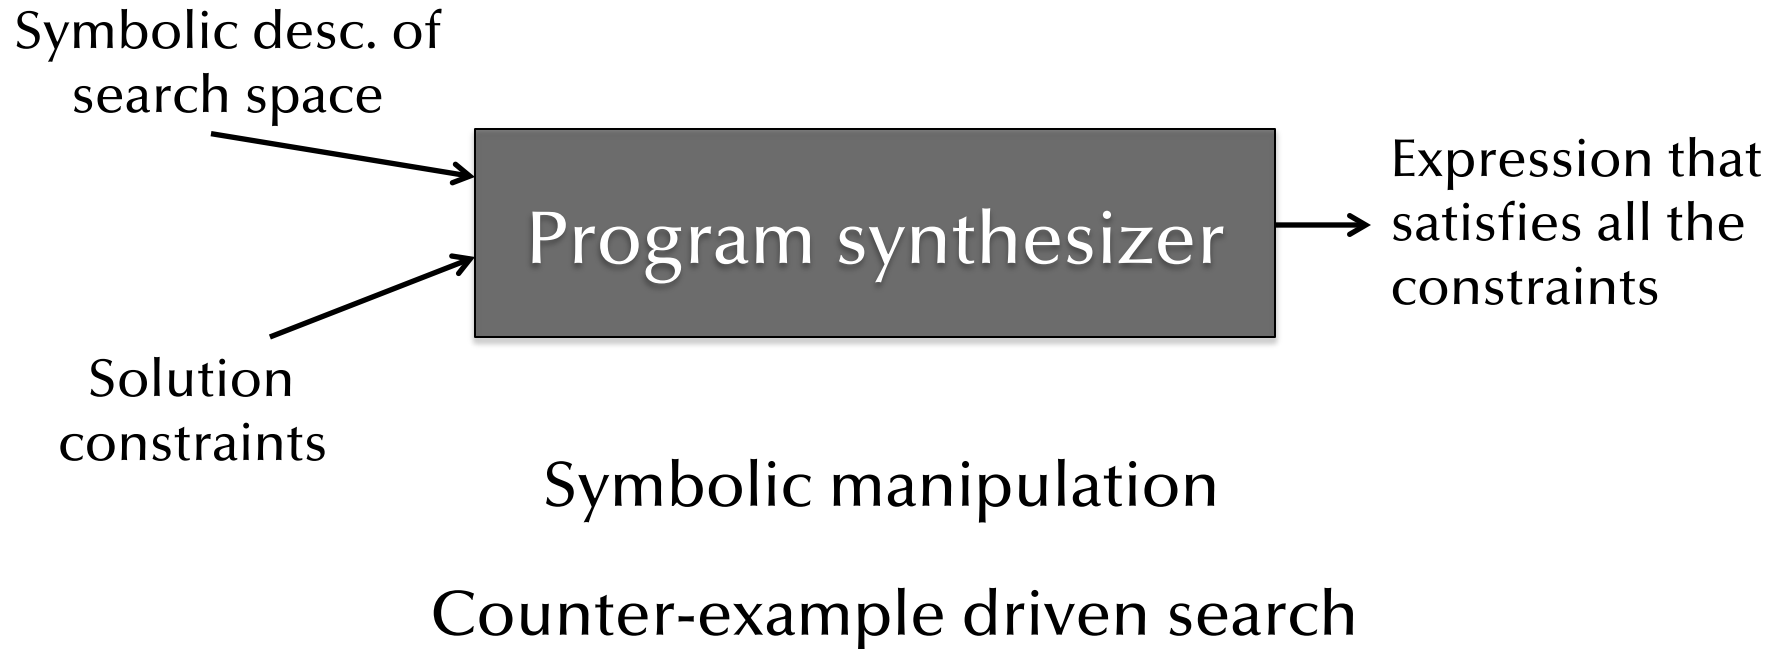 Symbolic desc. of
search space
Solution
constraints
Program synthesizer
Expression that
satisfies all the
constraints
Symbolic manipulation
Counter-example driven search